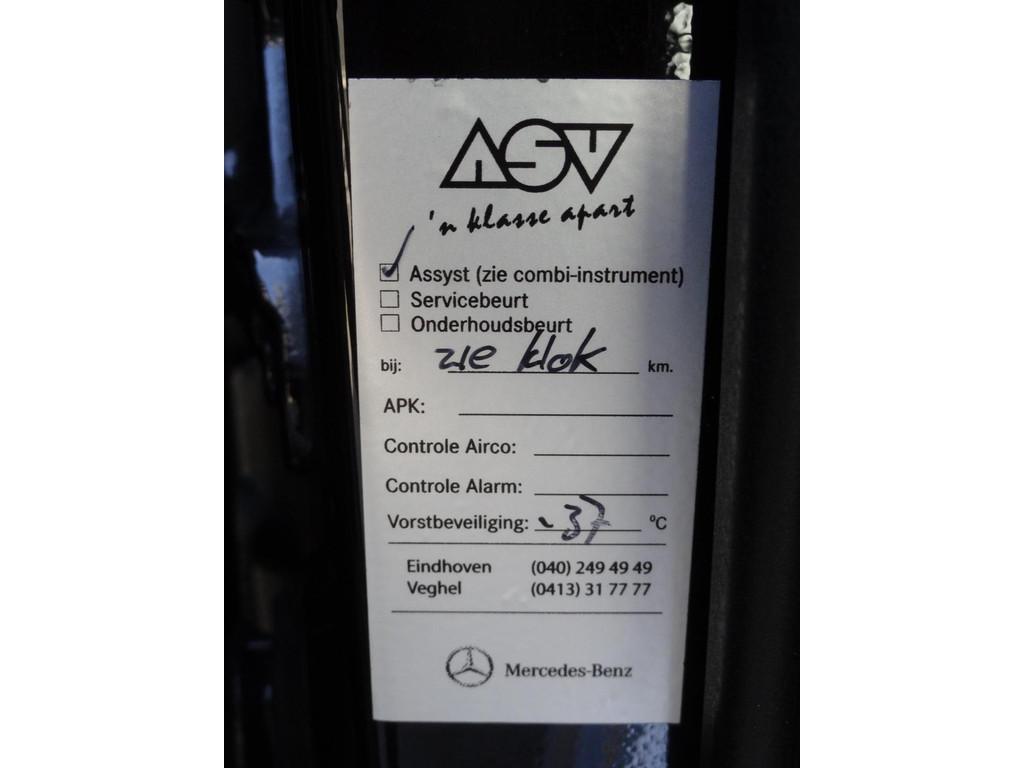 ASV
'n klasse apart
Assyst (zie combi-instrument)
Servicebeurt
Onderhoudsbeurt
bij: zie klok km.
APK:
Controle Airco:
Controle Alarm:
Vorstbeveiliging: -37 °C
Eindhoven (040) 249 49 49
Veghel (0413) 31 77 77
Mercedes-Benz